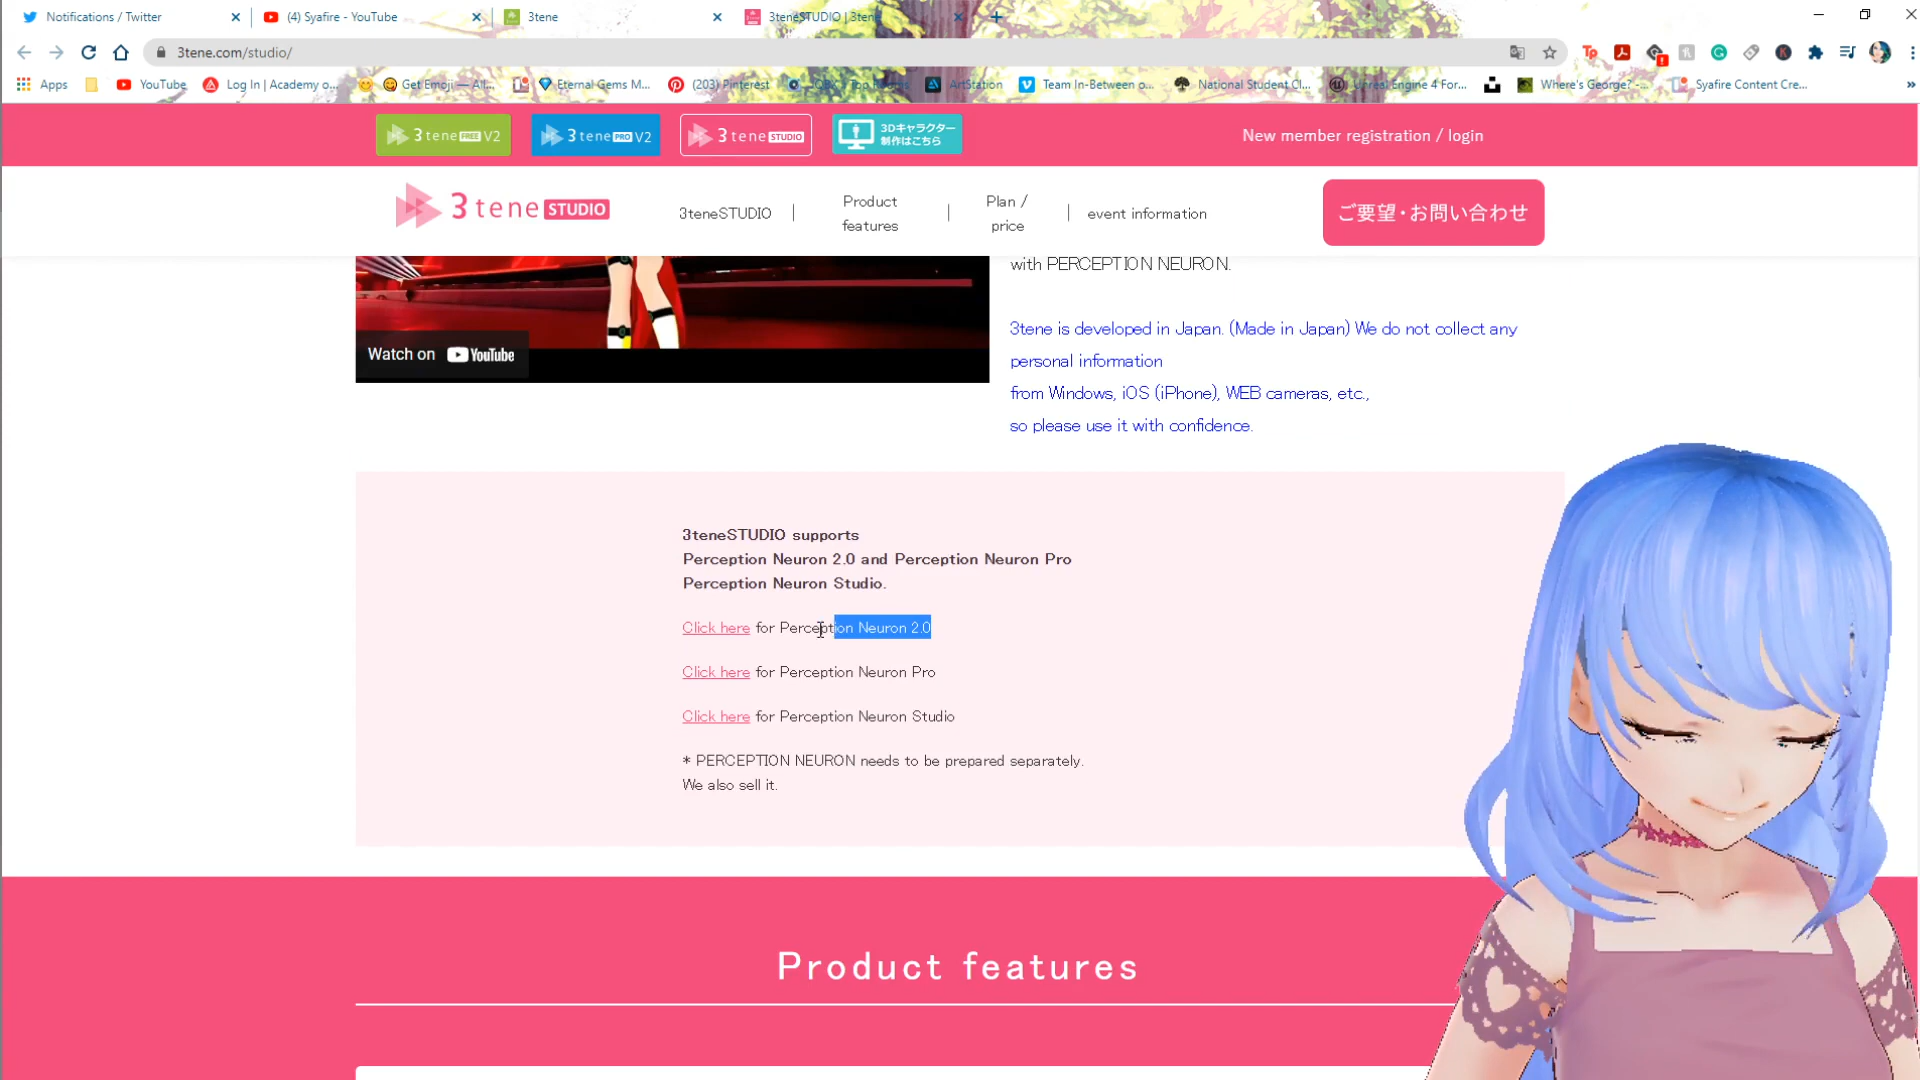 Notifications / Twitter
(4) Syafire - YouTube
3tene
3teneSTUDIO | 3tene
3tene.com/studio/
Apps
YouTube
Log In | Academy o...
Get Emoji — All...
Eternal Gems M...
(203) Pinterest
ArtStation
Team In-Between o...
National Student Cl...
Unreal Engine 4 For...
Where's George? -...
Syafire Content Cre...
3tene FREE V2
3tene PRO V2
3tene STUDIO
3Dキャラクター
制作はこちら
New member registration / login
3tene STUDIO
3teneSTUDIO
Product
features
Plan /
price
event information
ご要望・お問い合わせ
with PERCEPTION NEURON.
Watch on YouTube
3tene is developed in Japan. (Made in Japan) We do not collect any
personal information
from Windows, iOS (iPhone), WEB cameras, etc.,
so please use it with confidence.
3teneSTUDIO supports
Perception Neuron 2.0 and Perception Neuron Pro
Perception Neuron Studio.
Click here for Perception Neuron 2.0
Click here for Perception Neuron Pro
Click here for Perception Neuron Studio
* PERCEPTION NEURON needs to be prepared separately.
We also sell it.
Product features